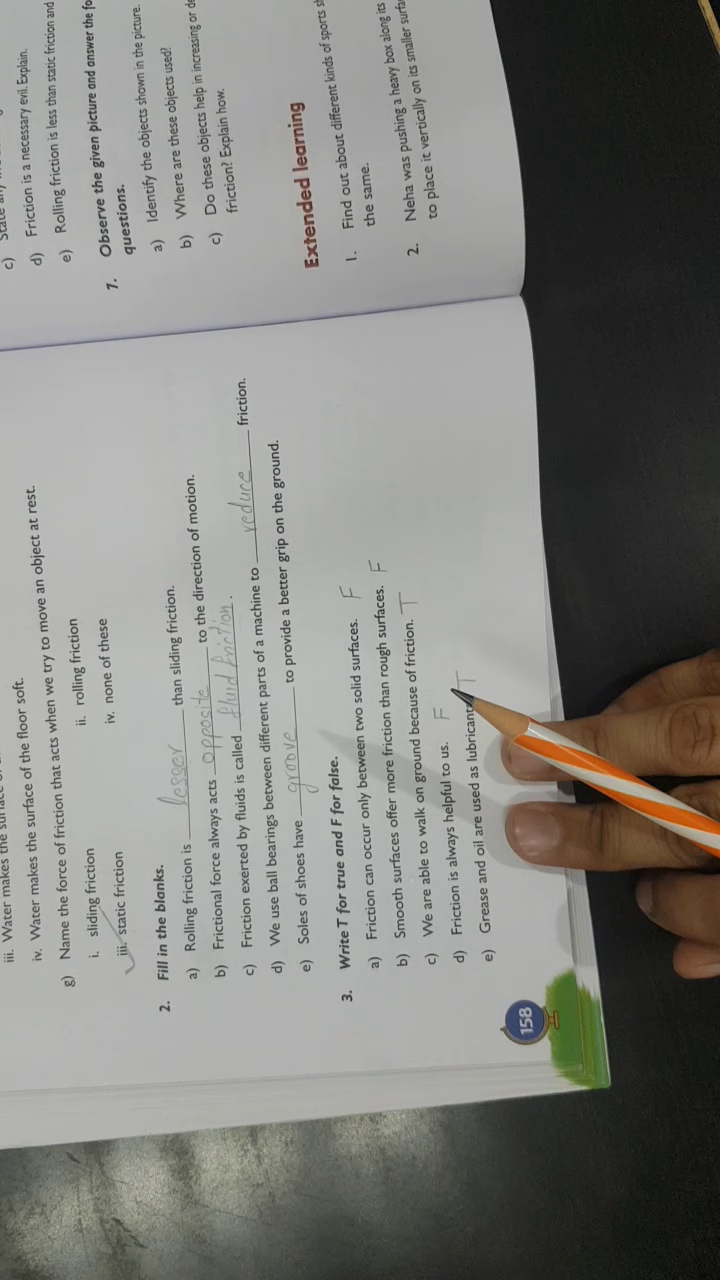 iv. Water makes the surface of the floor soft.
g) Name the force of friction that acts when we try to move an object at rest.
i. sliding friction ii. rolling friction
iii. static friction iv. none of these
2. Fill in the blanks.
a) Rolling friction is lesser than sliding friction.
b) Frictional force always acts opposite to the direction of motion.
c) Friction exerted by fluids is called fluid friction.
d) We use ball bearings between different parts of a machine to reduce friction.
e) Soles of shoes have groove to provide a better grip on the ground.
3. Write T for true and F for false.
a) Friction can occur only between two solid surfaces. F
b) Smooth surfaces offer more friction than rough surfaces. F
c) We are able to walk on ground because of friction. T
d) Friction is always helpful to us. F
e) Grease and oil are used as lubricant T
158
c)
d) Friction is a necessary evil. Explain.
e) Rolling friction is less than static friction and
7. Observe the given picture and answer the fo
questions.
a) Identify the objects shown in the picture.
b) Where are these objects used?
c) Do these objects help in increasing or de
friction? Explain how.
Extended learning
1. Find out about different kinds of sports s
the same.
2. Neha was pushing a heavy box along its
to place it vertically on its smaller surfa